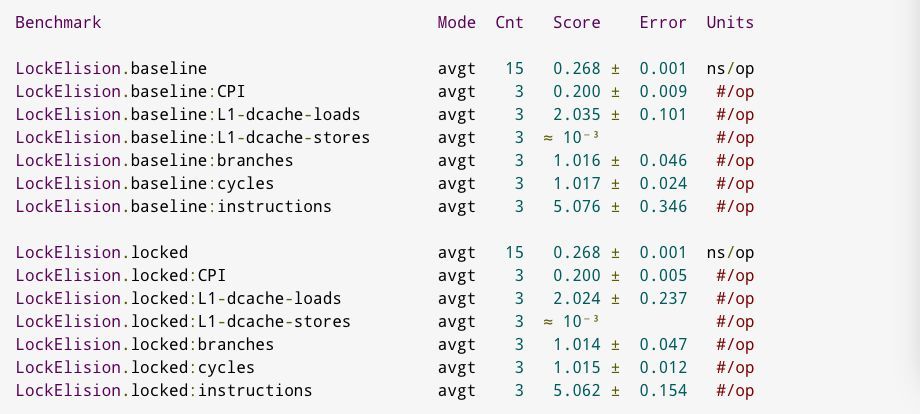 Benchmark Mode Cnt Score Error Units
LockElision.baseline avgt 15 0.268 ± 0.001 ns/op
LockElision.baseline:CPI avgt 3 0.200 ± 0.009 #/op
LockElision.baseline:L1-dcache-loads avgt 3 2.035 ± 0.101 #/op
LockElision.baseline:L1-dcache-stores avgt 3 ≈ 10⁻³ #/op
LockElision.baseline:branches avgt 3 1.016 ± 0.046 #/op
LockElision.baseline:cycles avgt 3 1.017 ± 0.024 #/op
LockElision.baseline:instructions avgt 3 5.076 ± 0.346 #/op
LockElision.locked avgt 15 0.268 ± 0.001 ns/op
LockElision.locked:CPI avgt 3 0.200 ± 0.005 #/op
LockElision.locked:L1-dcache-loads avgt 3 2.024 ± 0.237 #/op
LockElision.locked:L1-dcache-stores avgt 3 ≈ 10⁻³ #/op
LockElision.locked:branches avgt 3 1.014 ± 0.047 #/op
LockElision.locked:cycles avgt 3 1.015 ± 0.012 #/op
LockElision.locked:instructions avgt 3 5.062 ± 0.154 #/op